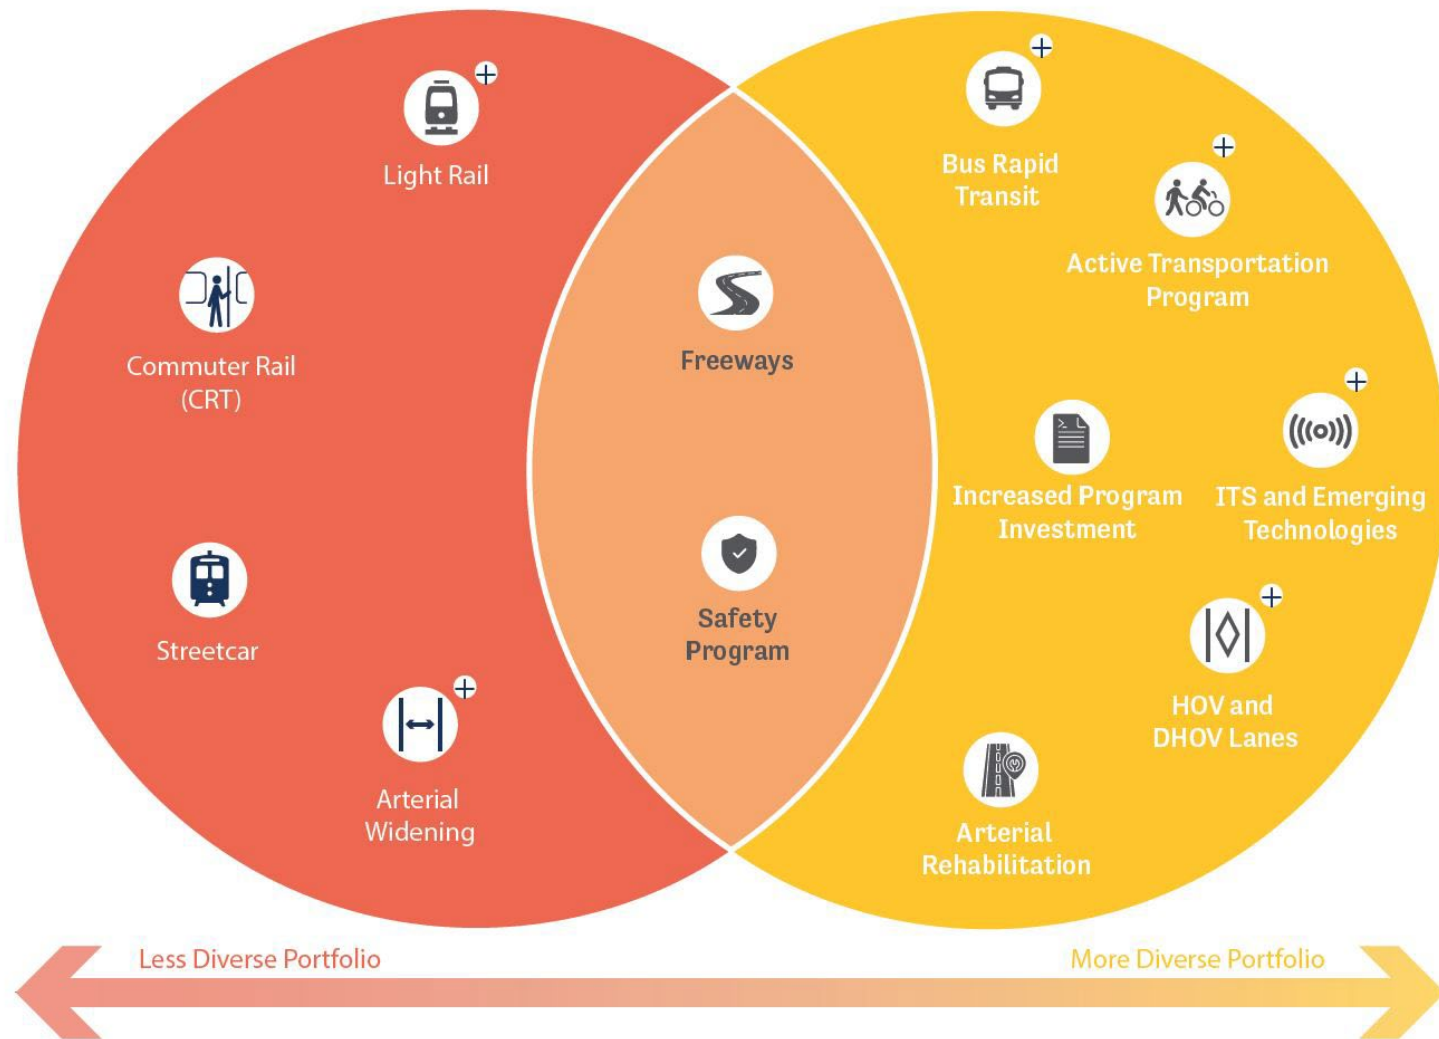 Light Rail
Commuter Rail
(CRT)
Streetcar
Arterial
Widening
Freeways
Safety
Program
Bus Rapid
Transit
Active Transportation
Program
Increased Program
Investment
ITS and Emerging
Technologies
HOV and
DHOV Lanes
Arterial
Rehabilitation
Less Diverse Portfolio
More Diverse Portfolio